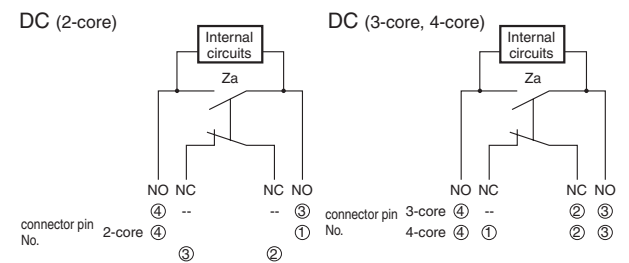 DC (2-core)
Internal circuits
Za
NO NC NC NO
④ -- -- ③
connector pin No. 2-core ④ ①
③ ②
DC (3-core, 4-core)
Internal circuits
Za
NO NC NC NO
connector pin No.
3-core ④ -- ② ③
4-core ④ ① ② ③